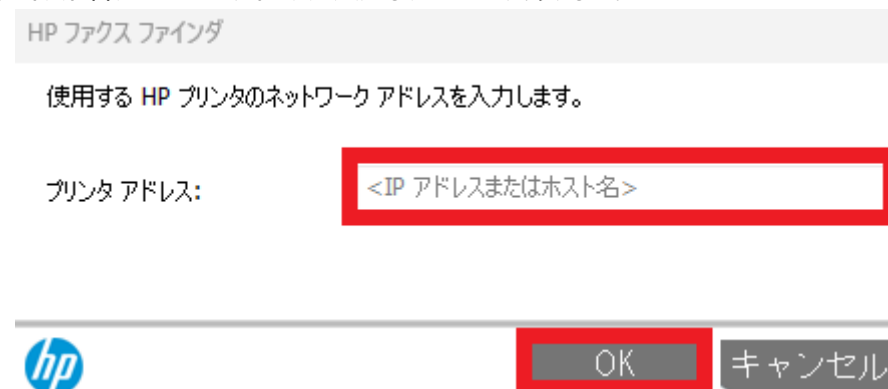 HP ファクス ファインダ
使用する HP プリンタのネットワーク アドレスを入力します。
プリンタ アドレス:
<IP アドレスまたはホスト名>
hp
OK
キャンセル